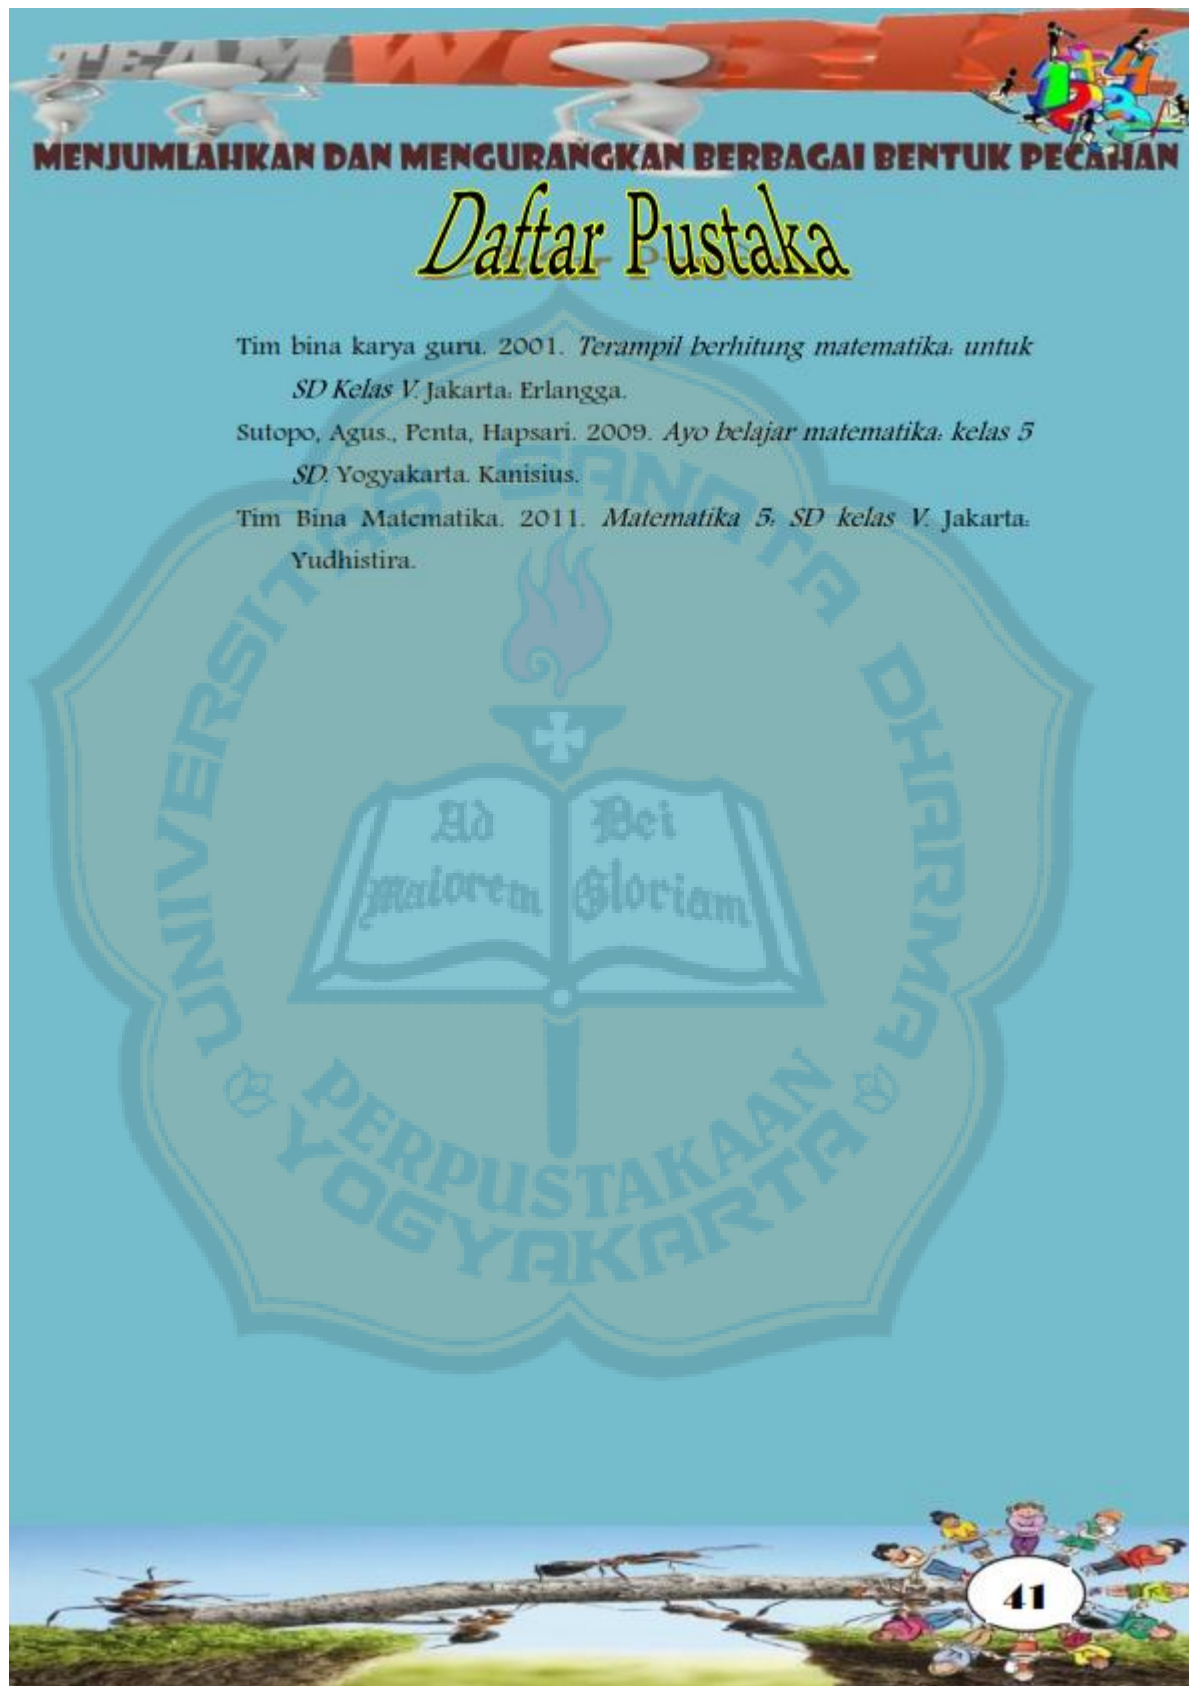 TEAMWORK
MENJUMLAHKAN DAN MENGURANGKAN BERBAGAI BENTUK PECAHAN
Daftar Pustaka
Tim bina karya guru. 2001. Terampil berhitung matematika: untuk
SD Kelas V. Jakarta: Erlangga.
Sutopo, Agus., Penta, Hapsari. 2009. Ayo belajar matematika: kelas 5
SD. Yogyakarta. Kanisius.
Tim Bina Matematika. 2011. Matematika 5: SD kelas V. Jakarta:
Yudhistira.
UNIVERSITAS SANATA DHARMA
Ad Maiorem
Dei Gloriam
PERPUSTAKAAN
YOGYAKARTA
41